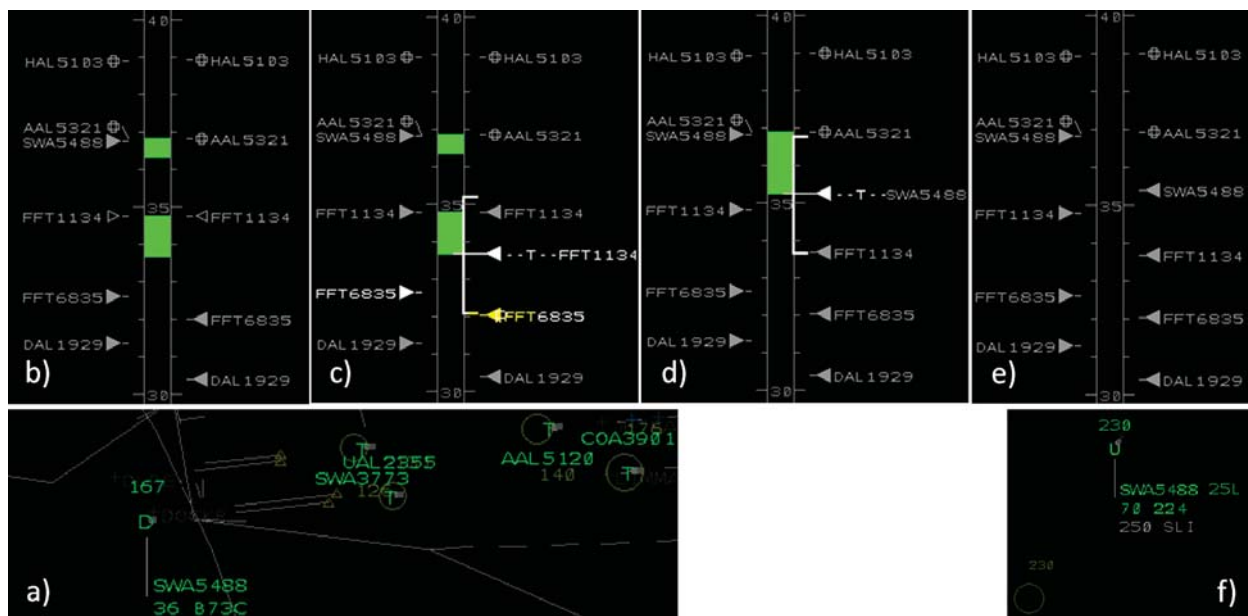 40
HAL5103 HAL5103
AAL5321
SWA5488 AAL5321
35
FFT1134 FFT1134
FFT6835 FFT6835
DAL1929 DAL1929
30
b)
40
HAL5103 HAL5103
AAL5321
SWA5488 AAL5321
35
FFT1134 FFT1134
--T--FFT1134
FFT6835 FFT6835
DAL1929 DAL1929
30
c)
40
HAL5103 HAL5103
AAL5321
SWA5488 AAL5321
--T--SWA5488
35
FFT1134 FFT1134
FFT6835 FFT6835
DAL1929 DAL1929
30
d)
40
HAL5103 HAL5103
AAL5321
SWA5488 AAL5321
SWA5488
35
FFT1134 FFT1134
FFT6835 FFT6835
DAL1929 DAL1929
30
e)
T T T
COA3901
UAL2355 AAL5120
SWA3773 140
167
D
SWA5488
36 B73C
a)
230
U
SWA5488 25L
70 224
250 SLI
230
f)